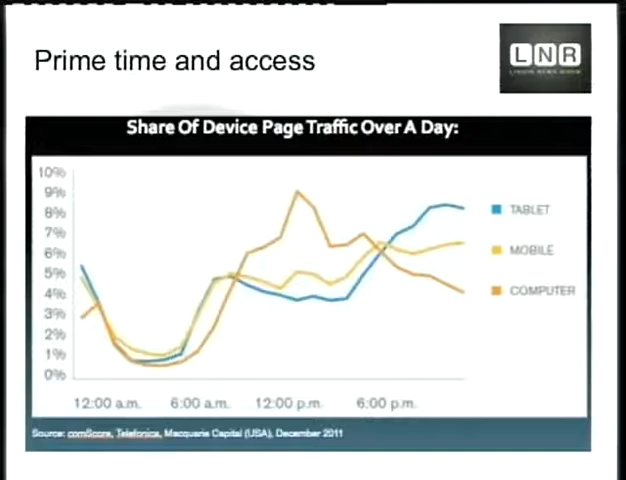 Prime time and access
LNR
Share Of Device Page Traffic Over A Day:
10%
9%
8%
7%
6%
5%
4%
3%
2%
1%
0%
TABLET
MOBILE
COMPUTER
12:00 a.m. 6:00 a.m. 12:00 p.m. 6:00 p.m.
Source: comScore, Telefonica, Macquarie Capital (USA), December 2011